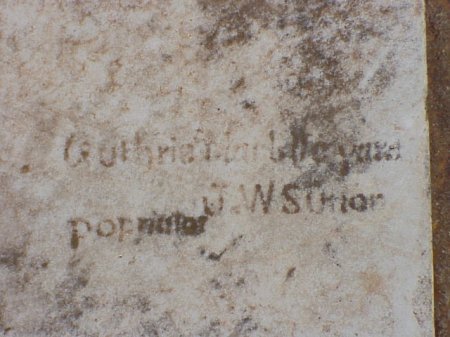 Guthrie Marble yard
J.W Sutton